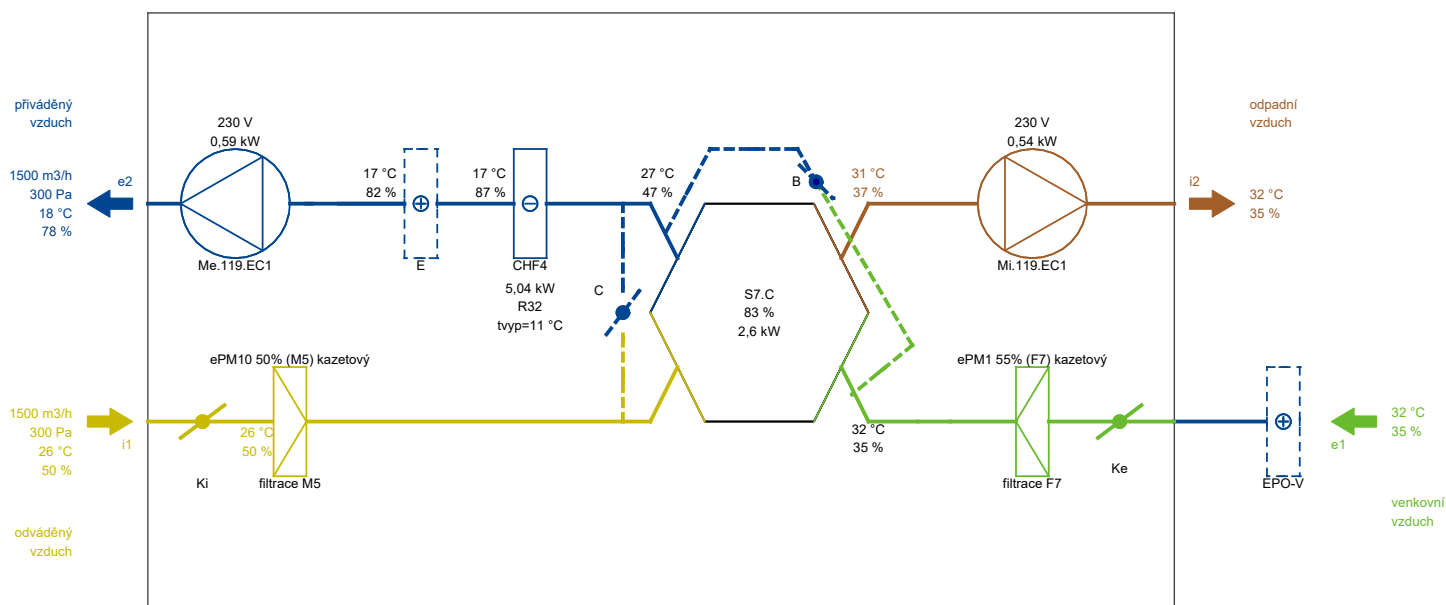 přiváděný
vzduch
230 V
0,59 kW
230 V
0,54 kW
odpadní
vzduch
1500 m3/h
300 Pa
18 °C
78 %
e2
17 °C
82 %
17 °C
87 %
27 °C
47 %
B
31 °C
37 %
i2
32 °C
35 %
Me.119.EC1
E
CHF4
Mi.119.EC1
5,04 kW
R32
tvyp=11 °C
C
S7.C
83 %
2,6 kW
ePM10 50% (M5) kazetový
ePM1 55% (F7) kazetový
1500 m3/h
300 Pa
26 °C
50 %
i1
26 °C
50 %
32 °C
35 %
32 °C
35 %
e1
Ki
filtrace M5
filtrace F7
Ke
EPO-V
odváděný
vzduch
venkovní
vzduch